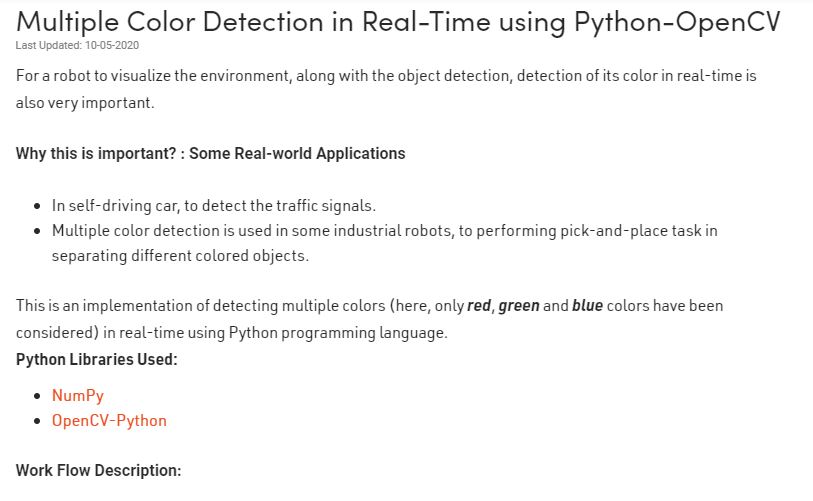 Multiple Color Detection in Real-Time using Python-OpenCV
Last Updated: 10-05-2020
For a robot to visualize the environment, along with the object detection, detection of its color in real-time is
also very important.
Why this is important? : Some Real-world Applications
• In self-driving car, to detect the traffic signals.
• Multiple color detection is used in some industrial robots, to performing pick-and-place task in
separating different colored objects.
This is an implementation of detecting multiple colors (here, only red, green and blue colors have been
considered) in real-time using Python programming language.
Python Libraries Used:
• NumPy
• OpenCV-Python
Work Flow Description: